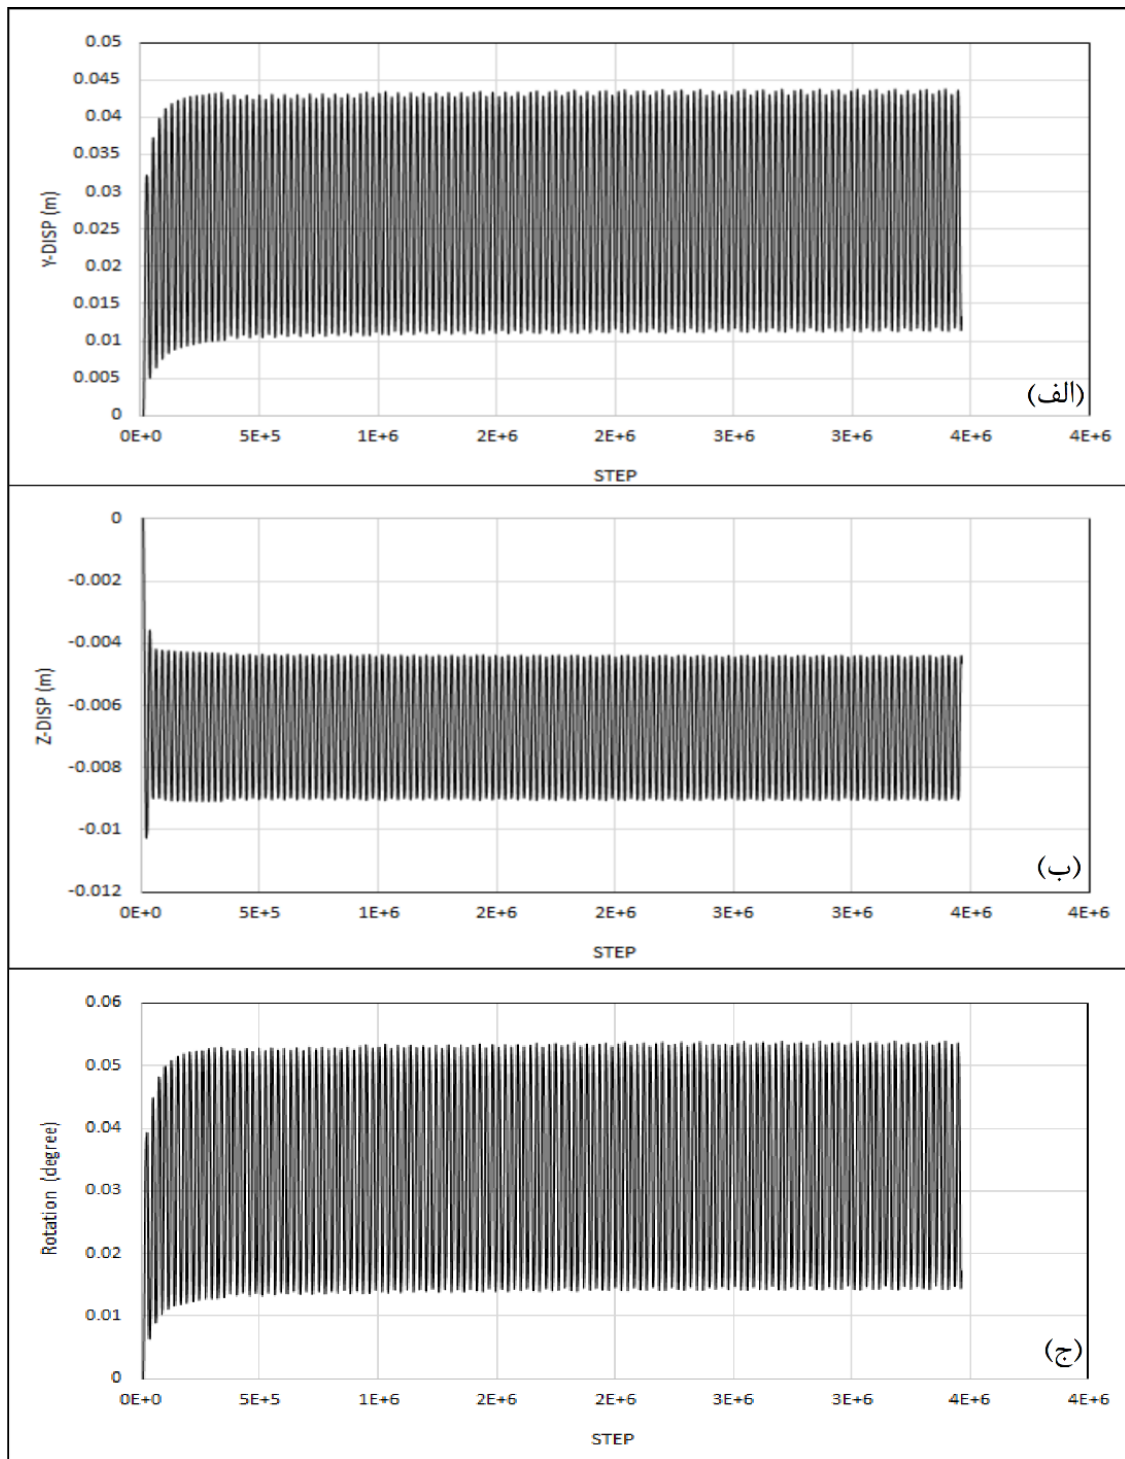 0.05
0.045
0.04
0.035
0.03
0.025
0.02
0.015
0.01
0.005
0
Y-DISP (m)
(الف)
0E+0 5E+5 1E+6 2E+6 2E+6 3E+6 3E+6 4E+6 4E+6
STEP
0
-0.002
-0.004
-0.006
-0.008
-0.01
-0.012
Z-DISP (m)
(ب)
0E+0 5E+5 1E+6 2E+6 2E+6 3E+6 3E+6 4E+6 4E+6
STEP
0.06
0.05
0.04
0.03
0.02
0.01
0
Rotation (degree)
(ج)
0E+0 5E+5 1E+6 2E+6 2E+6 3E+6 3E+6 4E+6 4E+6
STEP